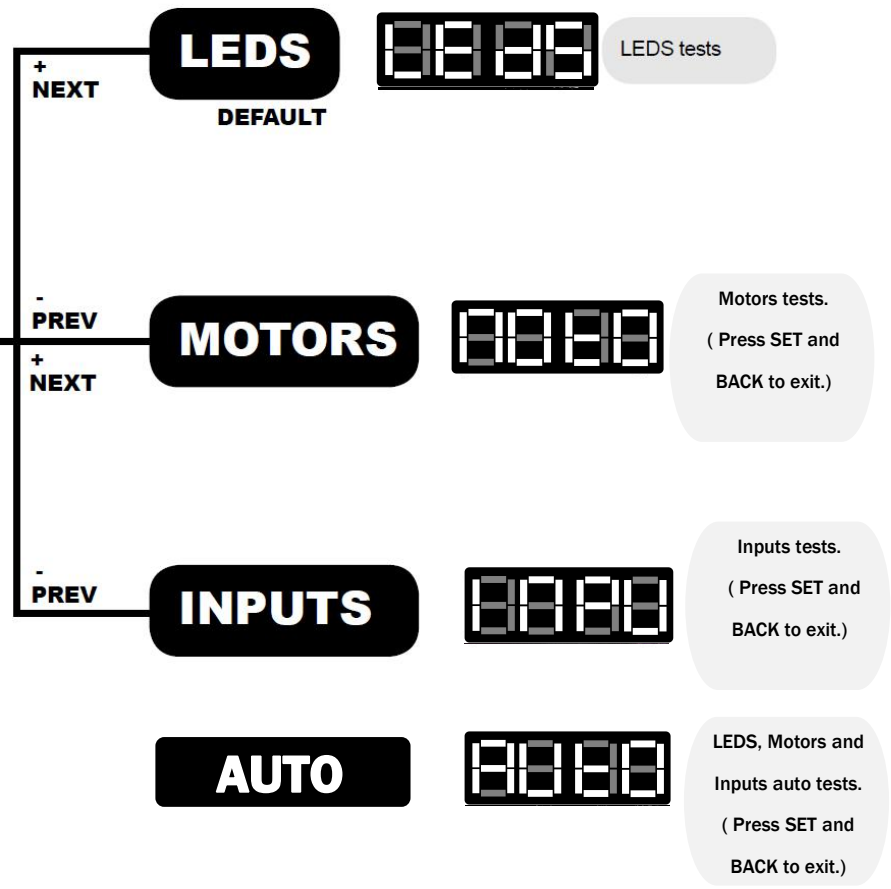 LEDS
LEdS
LEDS tests
+
NEXT
DEFAULT
-
PREV
MOTORS
Motors tests.
( Press SET and
BACK to exit.)
+
NEXT
Inputs tests.
-
PREV
INPUTS
( Press SET and
BACK to exit.)
AUTO
AUtO
LEDS, Motors and
Inputs auto tests.
( Press SET and
BACK to exit.)